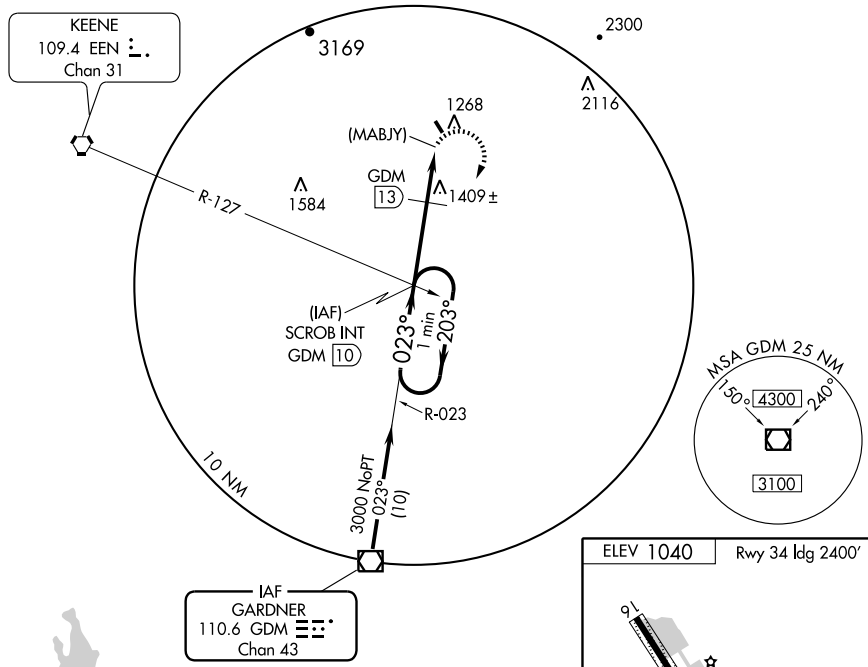 KEENE
109.4 EEN
Chan 31
3169
2300
2116
1268
(MABJY)
GDM
13
1409 ±
1584
R-127
(IAF)
SCROB INT
GDM 10
023°
1 min
203°
R-023
10 NM
3000 NoPT
023°
(10)
IAF
GARDNER
110.6 GDM
Chan 43
MSA GDM 25 NM
150°
4300
240°
3100
ELEV 1040
Rwy 34 ldg 2400'
16